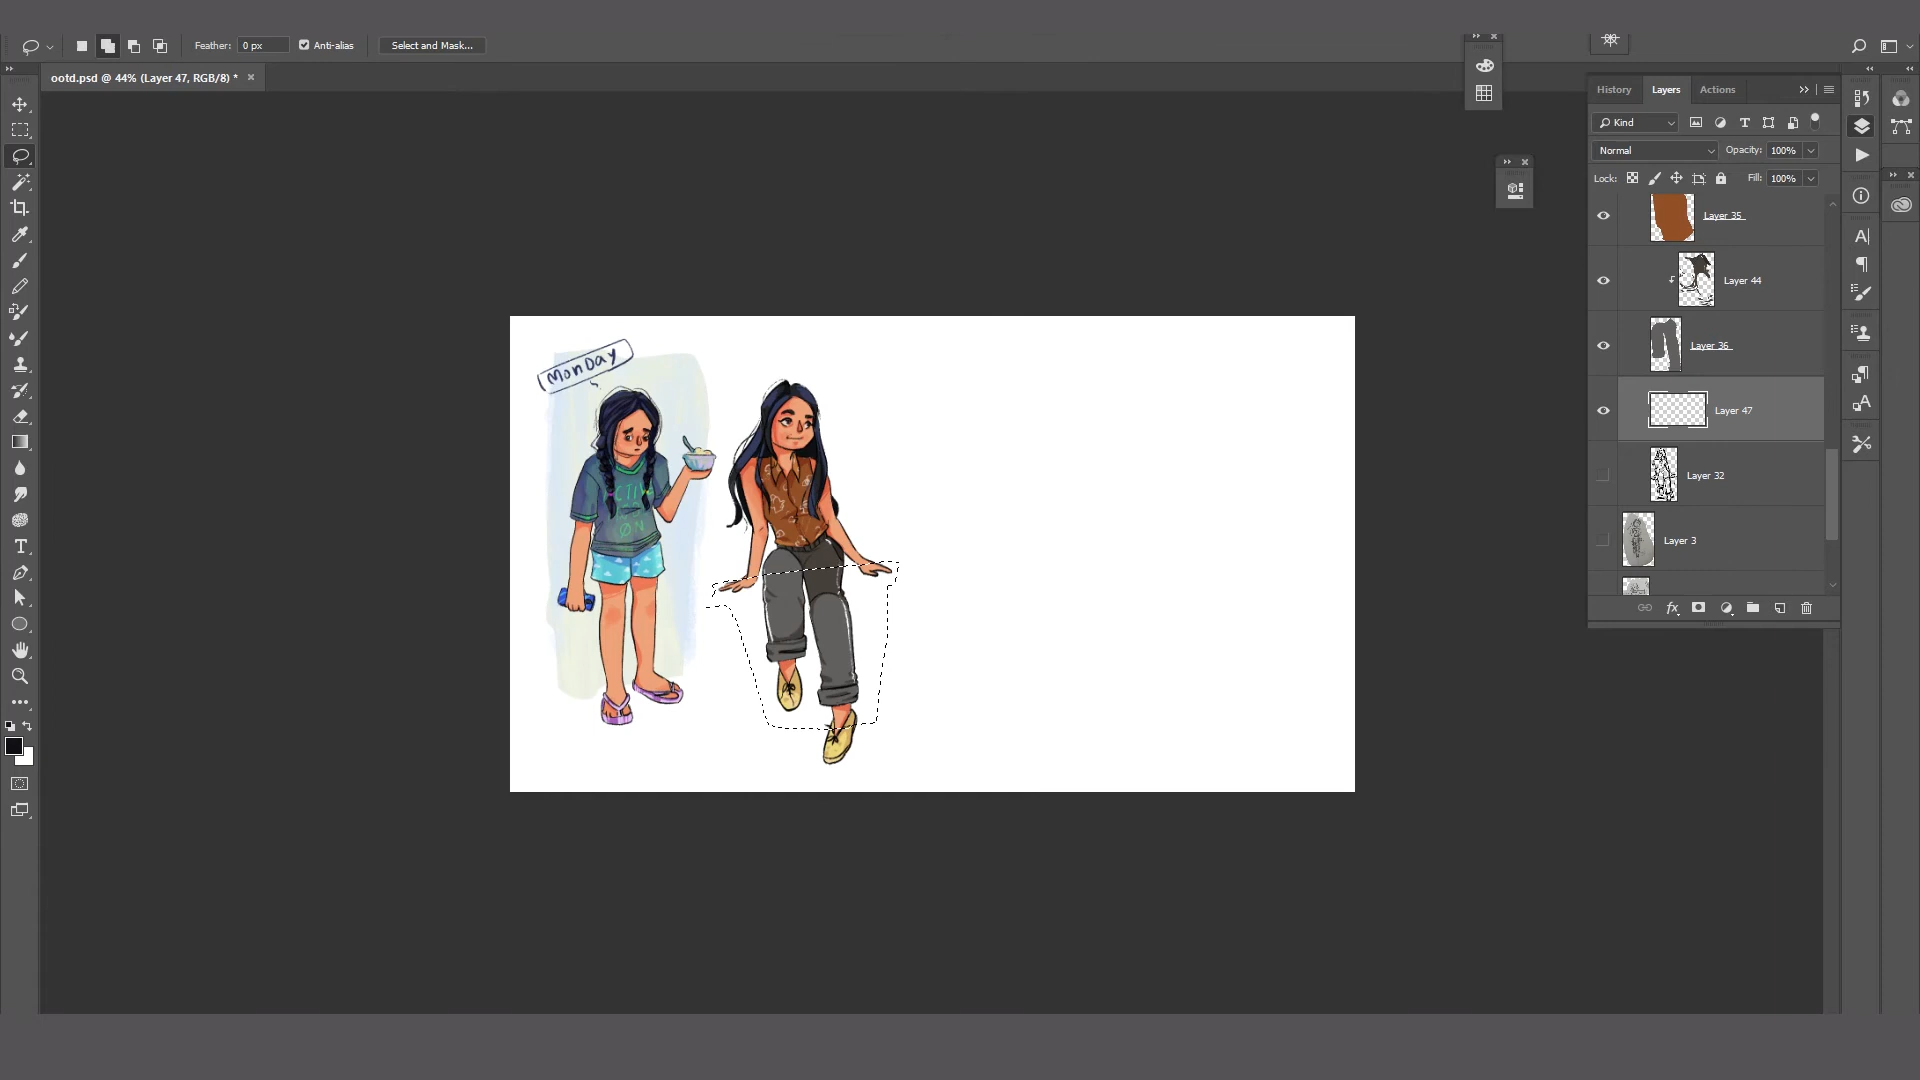 Feather: 0 px Anti-alias Select and Mask...
ootd.psd @ 44% (Layer 47, RGB/8) *
History Layers Actions
Kind
Normal Opacity: 100%
Lock: Fill: 100%
Layer 35
Layer 44
Layer 36
Layer 47
Layer 32
Layer 3
fx
MONDAY